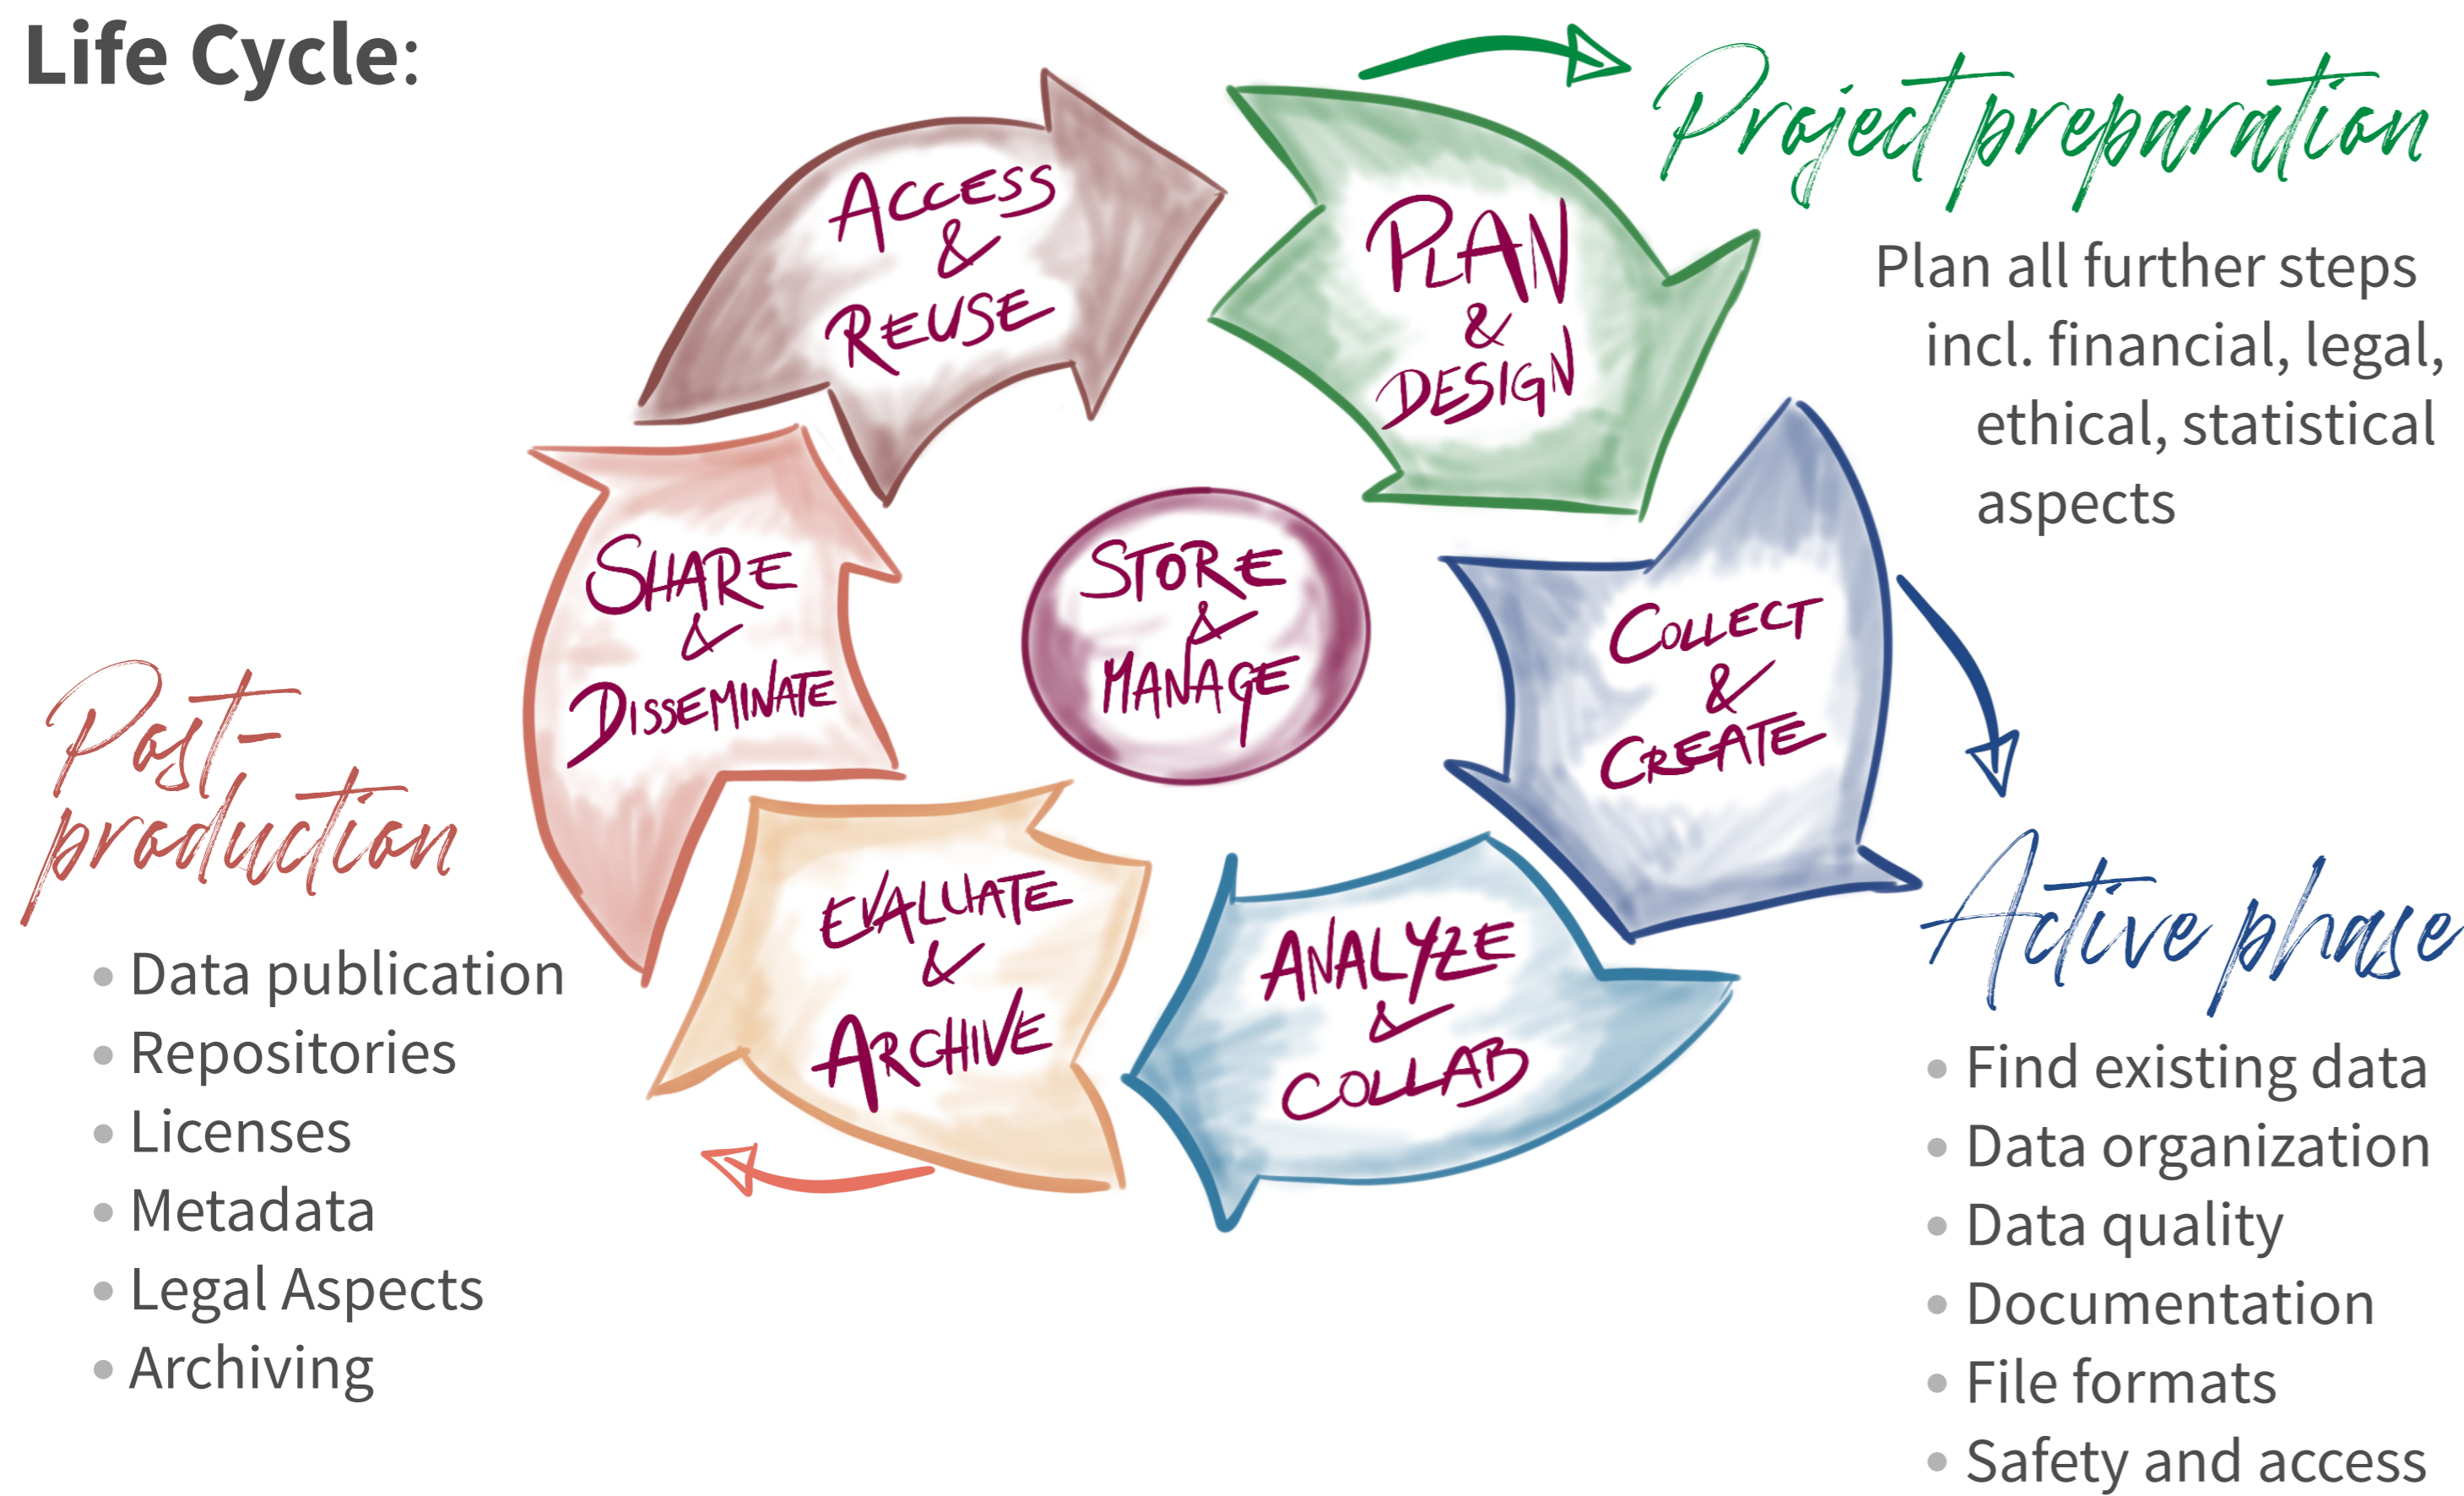 Life Cycle:
Project preparation
Plan all further steps
incl. financial, legal,
ethical, statistical
aspects
ACCESS
&
REUSE
PLAN
&
DESIGN
COLLECT
&
CREATE
ANALYZE
&
COLLAB
EVALUATE
&
ARCHIVE
SHARE
&
DISSEMINATE
STORE
&
MANAGE
Active phase
• Find existing data
• Data organization
• Data quality
• Documentation
• File formats
• Safety and access
Post-
production
• Data publication
• Repositories
• Licenses
• Metadata
• Legal Aspects
• Archiving